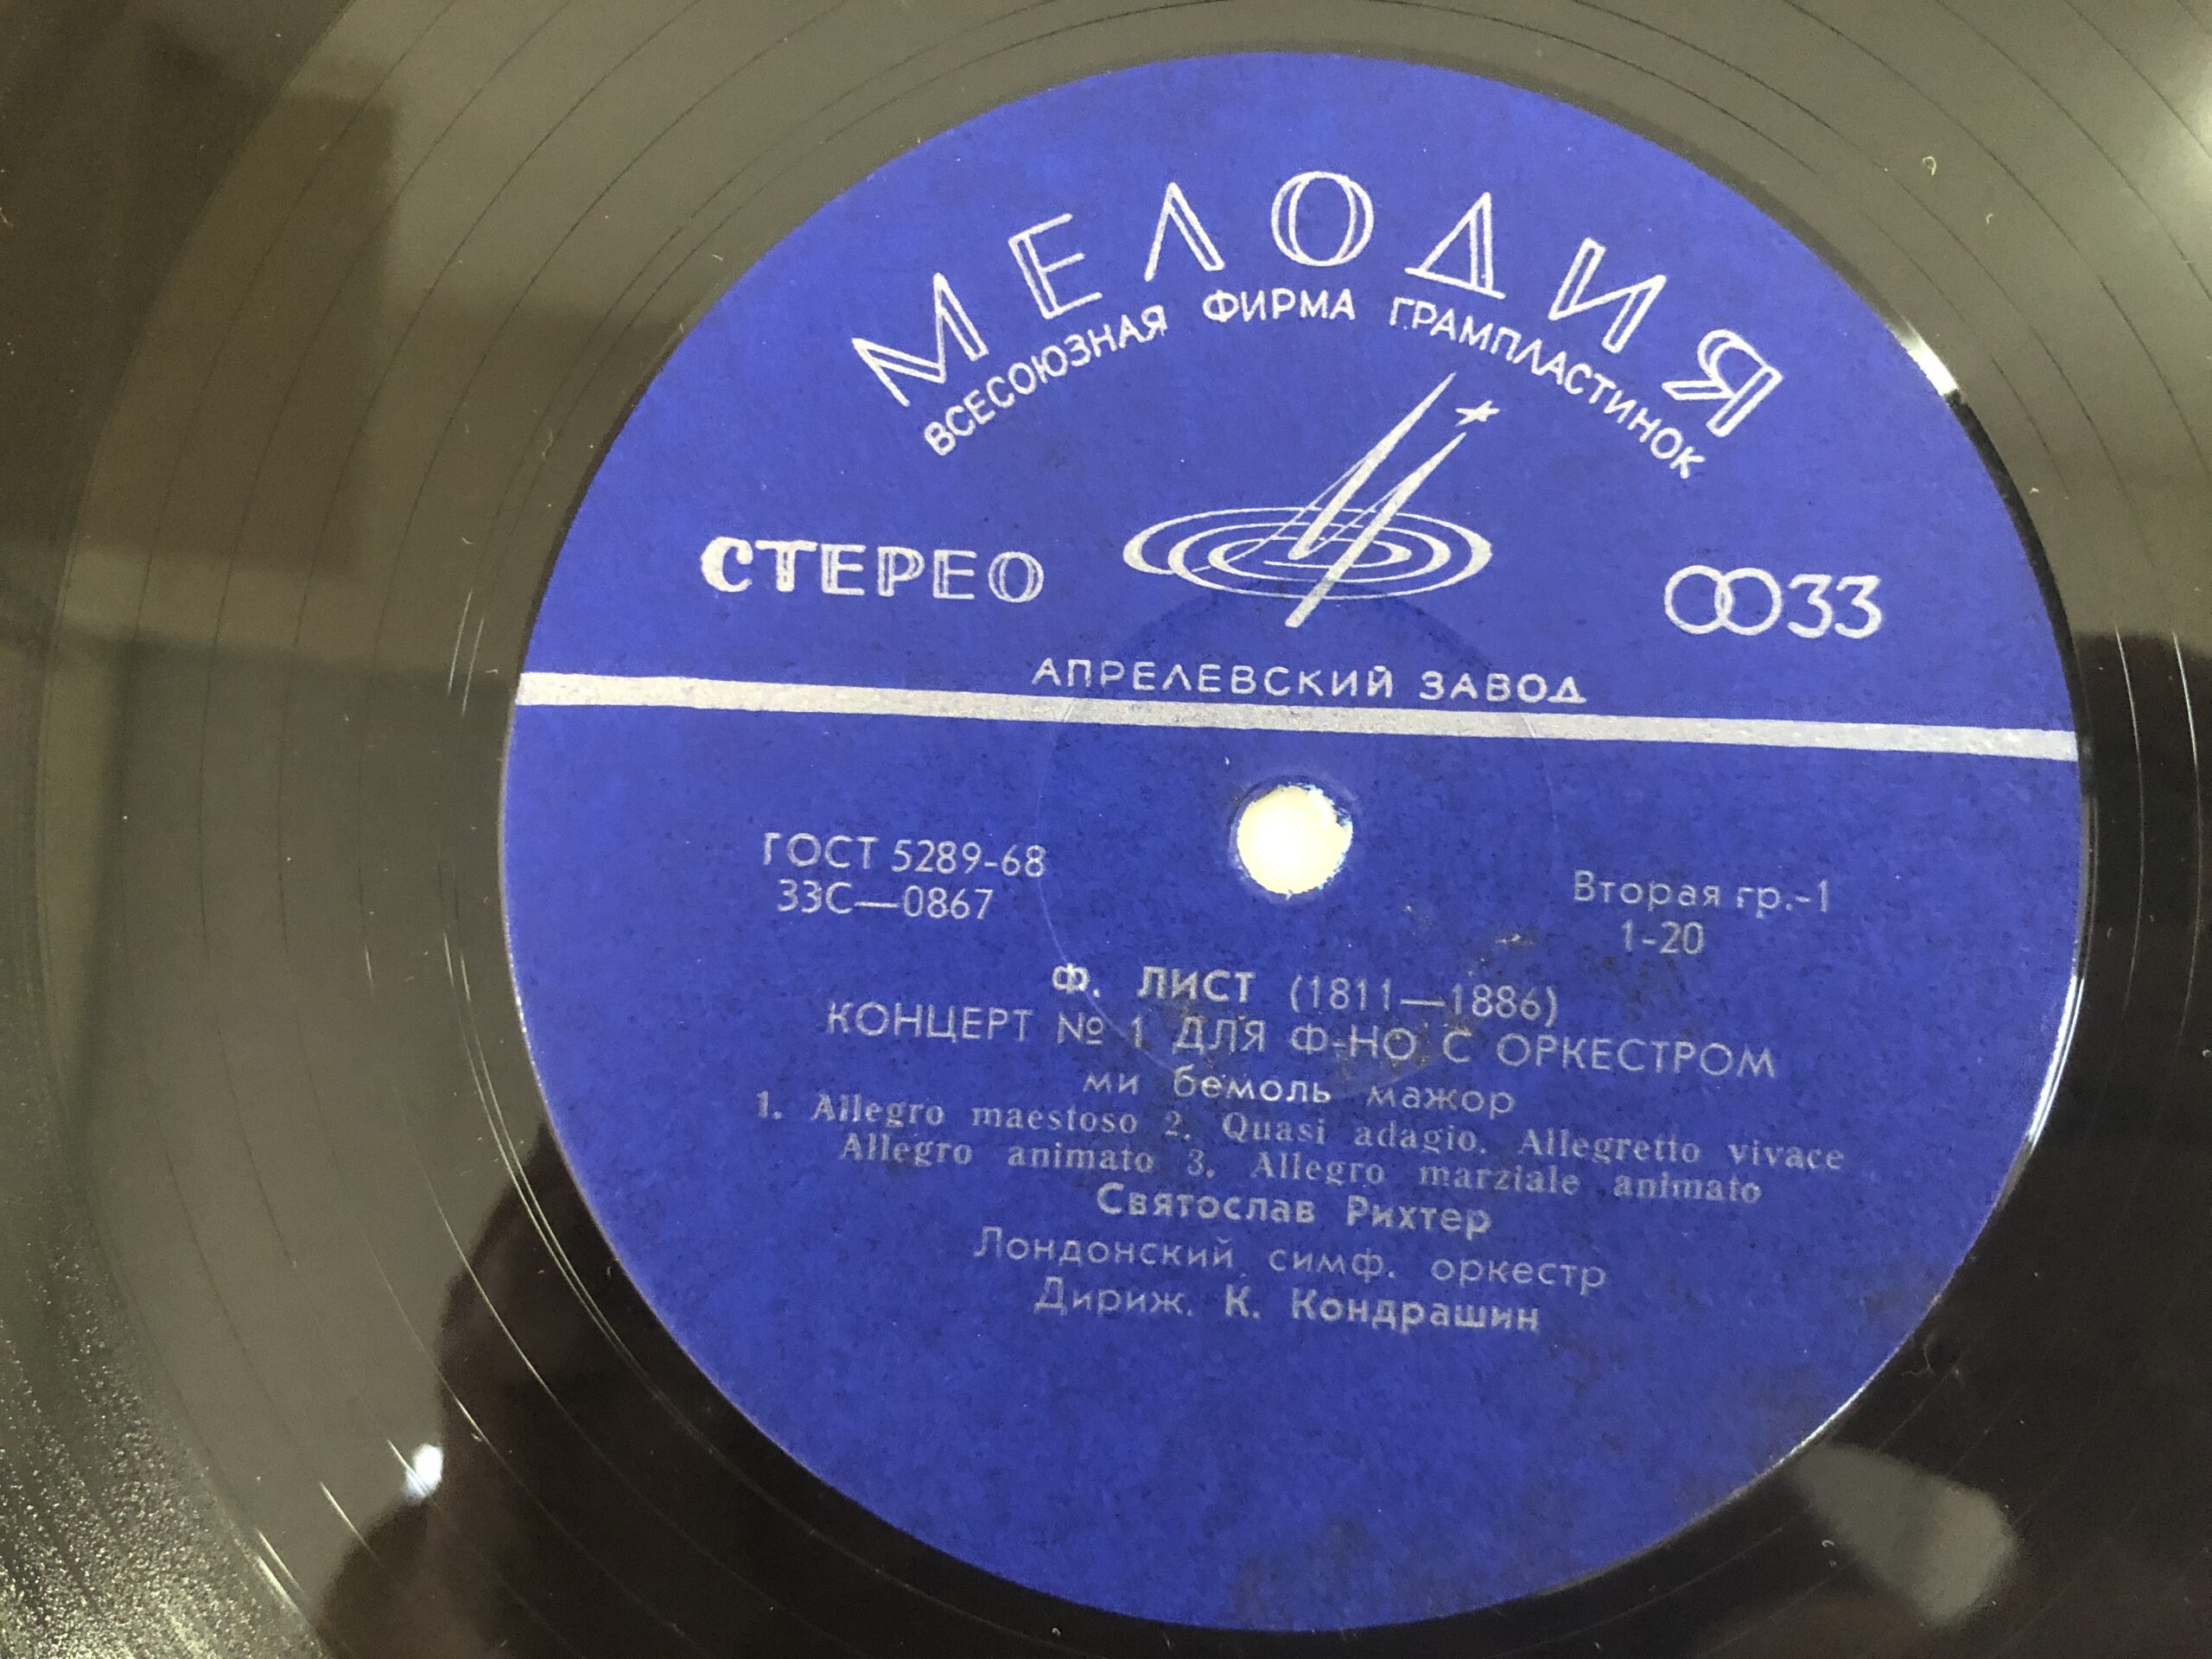 МЕЛОДИЯ
ВСЕСОЮЗНАЯ ФИРМА ГРАМПЛАСТИНОК
СТЕРЕО
33
АПРЕЛЕВСКИЙ ЗАВОД
ГОСТ 5289-68
33С—0867
Вторая гр.-1
1-20
Ф. ЛИСТ (1811—1886)
КОНЦЕРТ № 1 ДЛЯ Ф-НО С ОРКЕСТРОМ
ми бемоль мажор
1. Allegro maestoso 2. Quasi adagio. Allegretto vivace
Allegro animato 3. Allegro marziale animato
Святослав Рихтер
Лондонский симф. оркестр
Дириж. К. Кондрашин